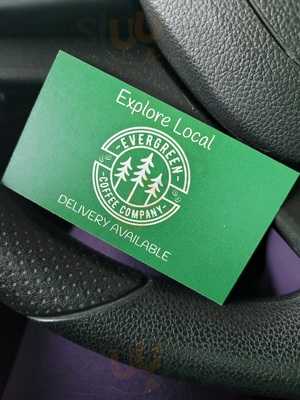 Explore Local
-EVERGREEN-
COFFEE COMPANY
DELIVERY AVAILABLE